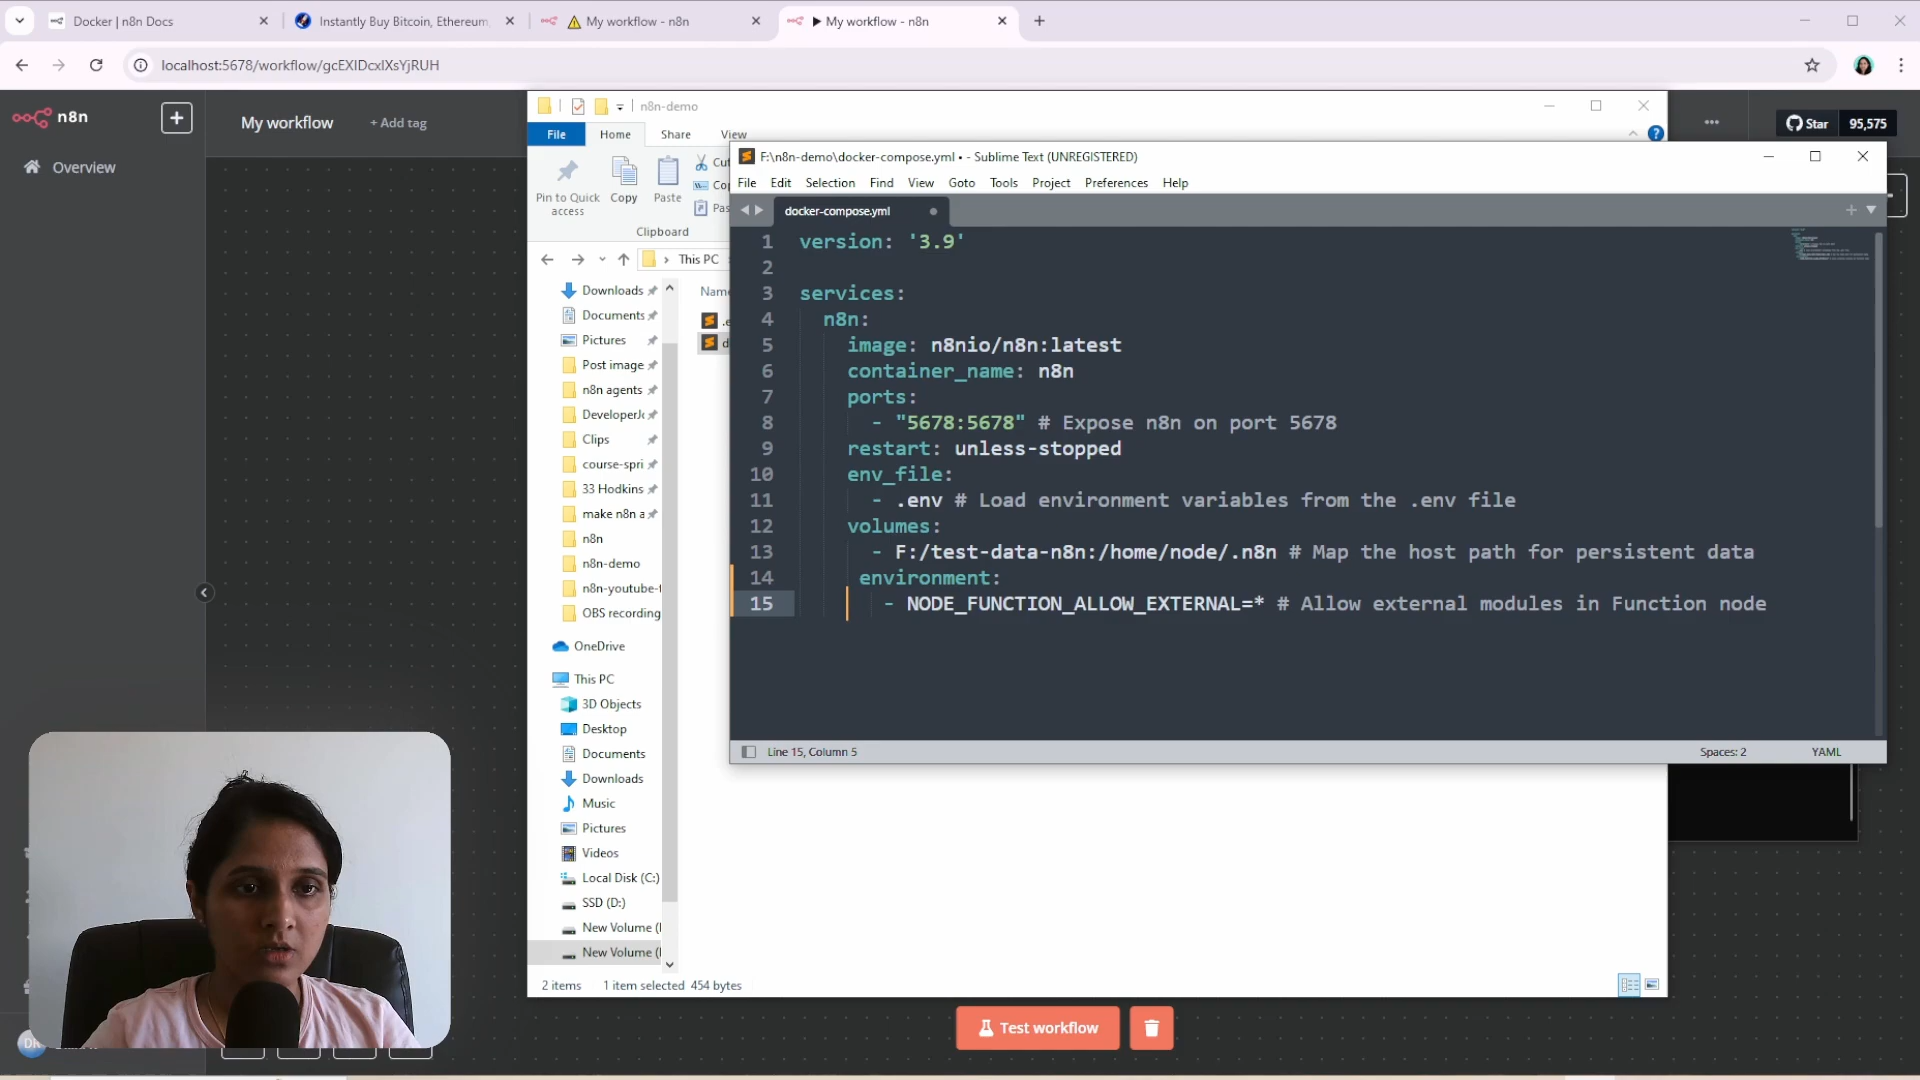 Docker | n8n Docs
Instantly Buy Bitcoin, Ethereum,
My workflow - n8n
My workflow - n8n
localhost:5678/workflow/gcEXIDcxlXsYjRUH
n8n
My workflow
+ Add tag
Star
95,575
Overview
n8n-demo
File
Home
Share
View
Pin to Quick
access
Copy
Paste
Clipboard
This PC
F:\n8n-demo\docker-compose.yml • - Sublime Text (UNREGISTERED)
File Edit Selection Find View Goto Tools Project Preferences Help
docker-compose.yml
1 version: '3.9'
2
3 services:
4 n8n:
5 image: n8nio/n8n:latest
6 container_name: n8n
7 ports:
8 - "5678:5678" # Expose n8n on port 5678
9 restart: unless-stopped
10 env_file:
11 - .env # Load environment variables from the .env file
12 volumes:
13 - F:/test-data-n8n:/home/node/.n8n # Map the host path for persistent data
14 environment:
15 - NODE_FUNCTION_ALLOW_EXTERNAL=* # Allow external modules in Function node
Line 15, Column 5
Spaces: 2
YAML
Downloads
Documents
Pictures
Post image
n8n agents
Clips
course-spri
33 Hodkins
make n8n a
n8n
n8n-demo
n8n-youtube-
OBS recording
OneDrive
This PC
3D Objects
Desktop
Documents
Downloads
Music
Pictures
Videos
Local Disk (C:)
SSD (D:)
New Volume (
New Volume (
2 items
1 item selected 454 bytes
Test workflow